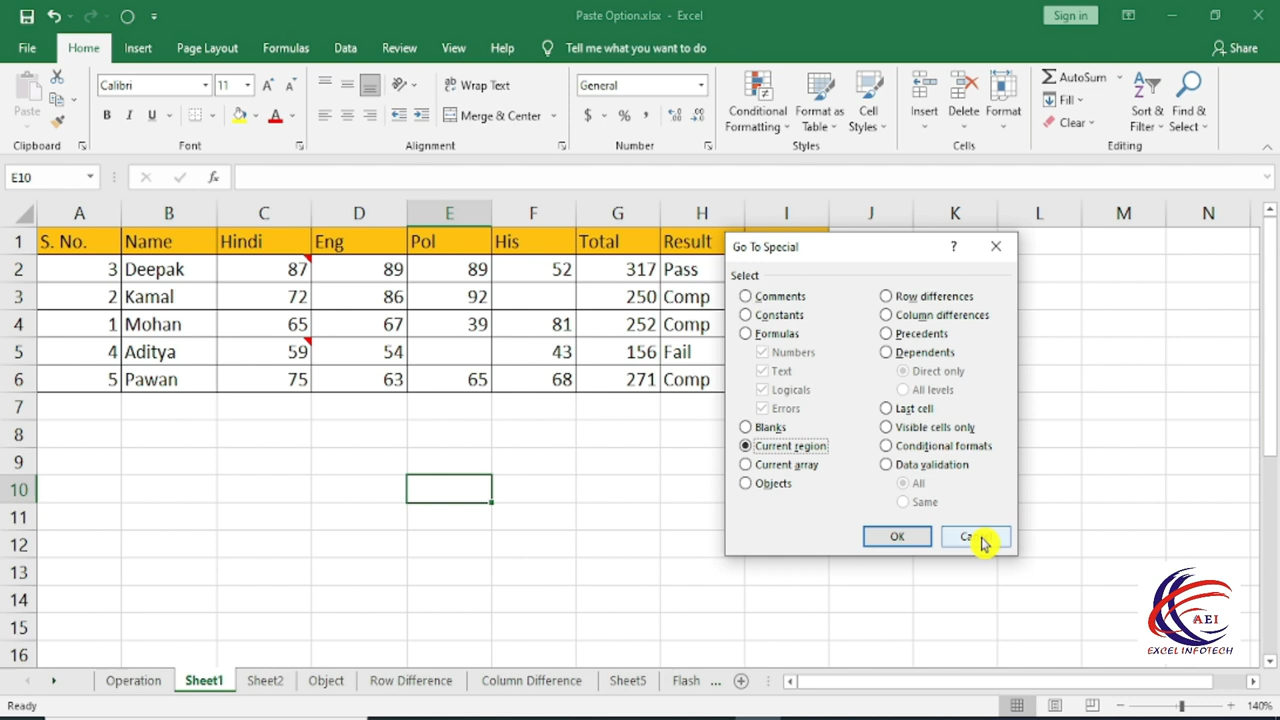 Paste Option.xlsx - Excel
Sign in
File Home Insert Page Layout Formulas Data Review View Help Tell me what you want to do Share
Paste
Calibri 11
B I U A
Wrap Text
Merge & Center
General
$ % ,
Conditional Formatting
Format as Table
Cell Styles
Insert Delete Format
AutoSum
Fill
Clear
Sort & Filter
Find & Select
Clipboard Font Alignment Number Styles Cells Editing
E10 fx
A B C D E F G H I J K L M N
1 S. No. Name Hindi Eng Pol His Total Result
2 3 Deepak 87 89 89 52 317 Pass
3 2 Kamal 72 86 92 250 Comp
4 1 Mohan 65 67 39 81 252 Comp
5 4 Aditya 59 54 43 156 Fail
6 5 Pawan 75 63 65 68 271 Comp
7
8
9
10
11
12
13
14
15
16
Go To Special ?
Select
Comments Row differences
Constants Column differences
Formulas Precedents
Numbers Dependents
Text Direct only
Logicals All levels
Errors Last cell
Blanks Visible cells only
Current region Conditional formats
Current array Data validation
Objects All
Same
OK
AEI
EXCEL INFOTECH
Operation Sheet1 Sheet2 Object Row Difference Column Difference Sheet5 Flash ...
Ready 140%